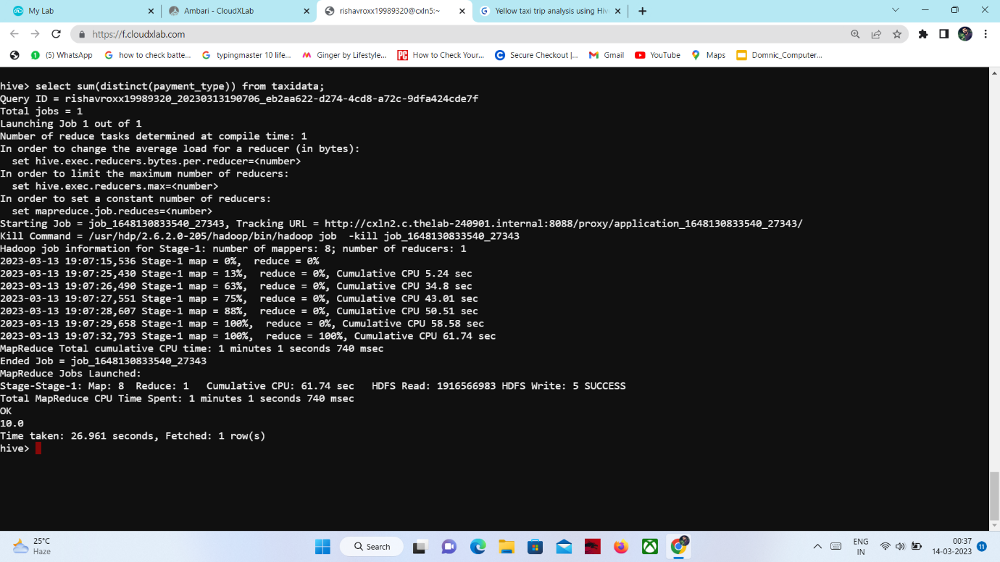 My Lab
Ambari - CloudXLab
rishavroxx19989320@cxln5:~
Yellow taxi trip analysis using Hiv
https://f.cloudxlab.com
(5) WhatsApp
how to check batte...
typingmaster 10 life...
Ginger by Lifestyle...
PC
How to Check Your...
Secure Checkout |...
Gmail
YouTube
Maps
Domnic_Computer...
hive> select sum(distinct(payment_type)) from taxidata;
Query ID = rishavroxx19989320_20230313190706_eb2aa622-d274-4cd8-a72c-9dfa424cde7f
Total jobs = 1
Launching Job 1 out of 1
Number of reduce tasks determined at compile time: 1
In order to change the average load for a reducer (in bytes):
  set hive.exec.reducers.bytes.per.reducer=<number>
In order to limit the maximum number of reducers:
  set hive.exec.reducers.max=<number>
In order to set a constant number of reducers:
  set mapreduce.job.reduces=<number>
Starting Job = job_1648130833540_27343, Tracking URL = http://cxln2.c.thelab-240901.internal:8088/proxy/application_1648130833540_27343/
Kill Command = /usr/hdp/2.6.2.0-205/hadoop/bin/hadoop job  -kill job_1648130833540_27343
Hadoop job information for Stage-1: number of mappers: 8; number of reducers: 1
2023-03-13 19:07:15,536 Stage-1 map = 0%,  reduce = 0%
2023-03-13 19:07:25,430 Stage-1 map = 13%,  reduce = 0%, Cumulative CPU 5.24 sec
2023-03-13 19:07:26,490 Stage-1 map = 63%,  reduce = 0%, Cumulative CPU 34.8 sec
2023-03-13 19:07:27,551 Stage-1 map = 75%,  reduce = 0%, Cumulative CPU 43.01 sec
2023-03-13 19:07:28,607 Stage-1 map = 88%,  reduce = 0%, Cumulative CPU 50.51 sec
2023-03-13 19:07:29,658 Stage-1 map = 100%,  reduce = 0%, Cumulative CPU 58.58 sec
2023-03-13 19:07:32,793 Stage-1 map = 100%,  reduce = 100%, Cumulative CPU 61.74 sec
MapReduce Total cumulative CPU time: 1 minutes 1 seconds 740 msec
Ended Job = job_1648130833540_27343
MapReduce Jobs Launched:
Stage-Stage-1: Map: 8  Reduce: 1   Cumulative CPU: 61.74 sec   HDFS Read: 1916566983 HDFS Write: 5 SUCCESS
Total MapReduce CPU Time Spent: 1 minutes 1 seconds 740 msec
OK
10.0
Time taken: 26.961 seconds, Fetched: 1 row(s)
hive>
25°C
Haze
Search
ENG
IN
00:37
14-03-2023
11